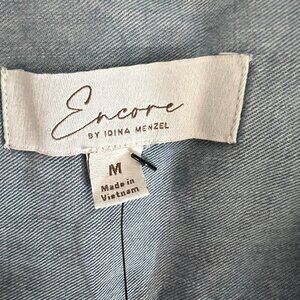 Encore
BY IDINA MENZEL
M
Made in
Vietnam